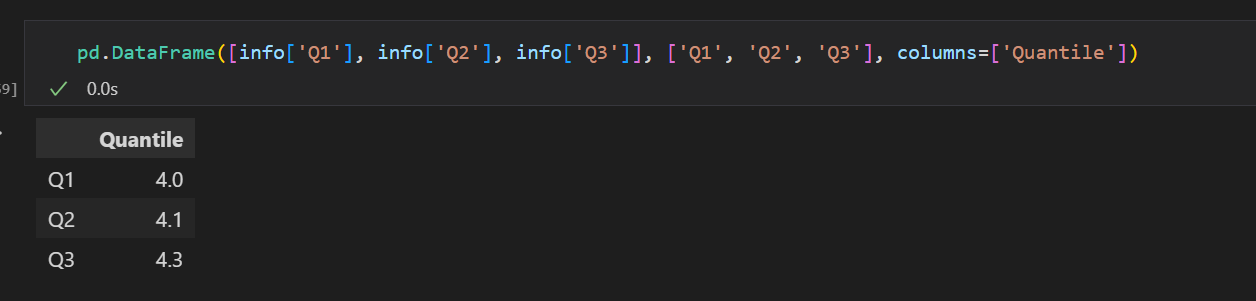 pd.DataFrame([info['Q1'], info['Q2'], info['Q3']], ['Q1', 'Q2', 'Q3'], columns=['Quantile'])
9]
0.0s
Quantile
Q1 4.0
Q2 4.1
Q3 4.3